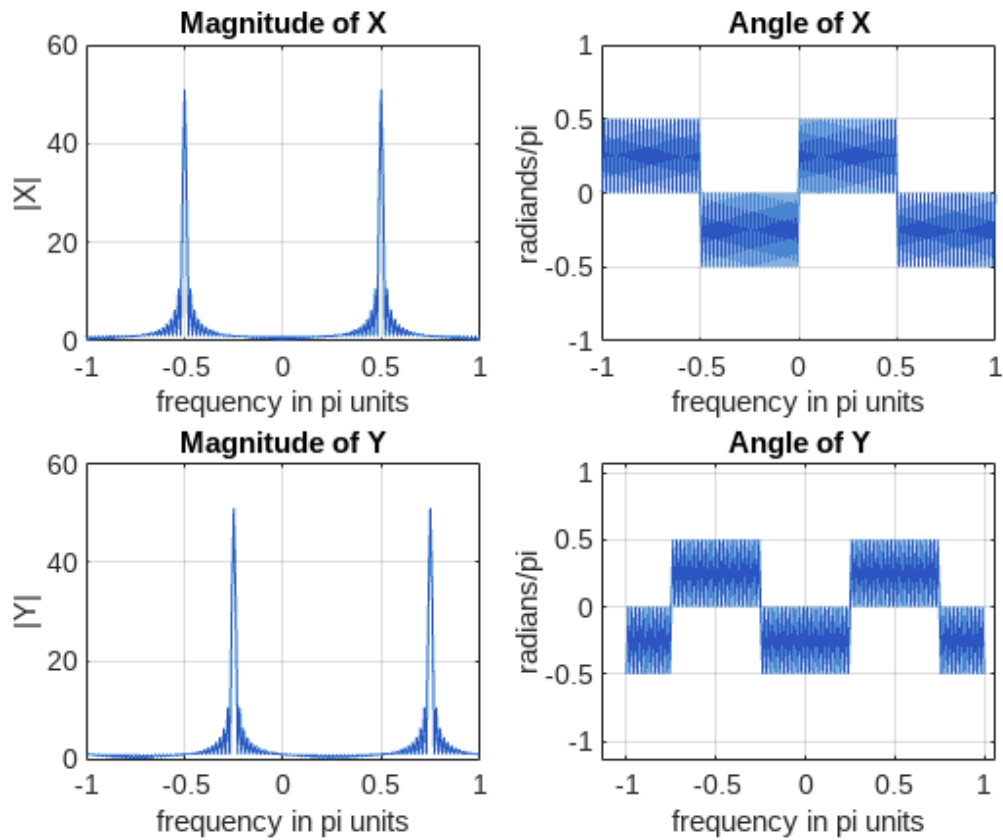 Magnitude of X
60
40
20
0
|X|
-1 -0.5 0 0.5 1
frequency in pi units
Angle of X
1
0.5
0
-0.5
-1
radiands/pi
-1 -0.5 0 0.5 1
frequency in pi units
Magnitude of Y
60
40
20
0
|Y|
-1 -0.5 0 0.5 1
frequency in pi units
Angle of Y
1
0.5
0
-0.5
-1
radians/pi
-1 -0.5 0 0.5 1
frequency in pi units